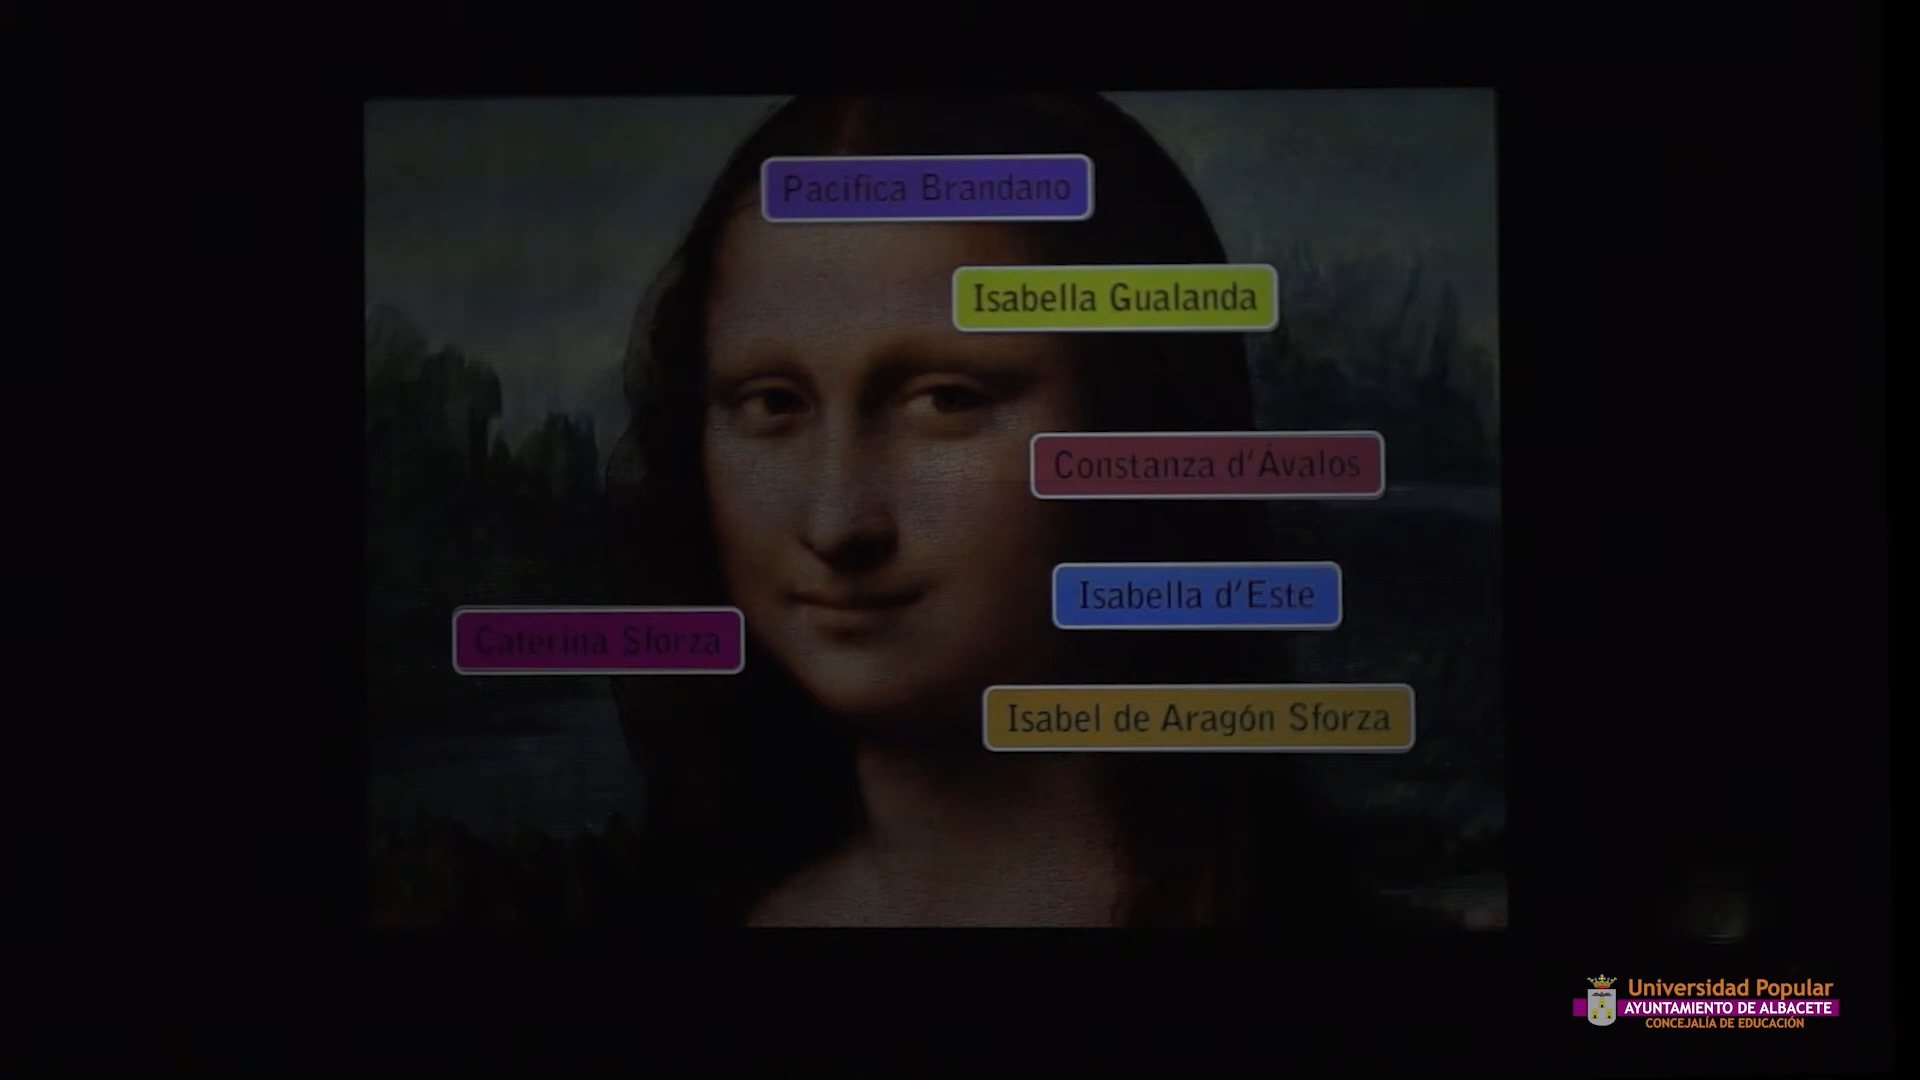 Pacifica Brandano
Isabella Gualanda
Constanza d'Ávalos
Isabella d'Este
Caterina Sforza
Isabel de Aragón Sforza
Universidad Popular
AYUNTAMIENTO DE ALBACETE
CONCEJALÍA DE EDUCACIÓN